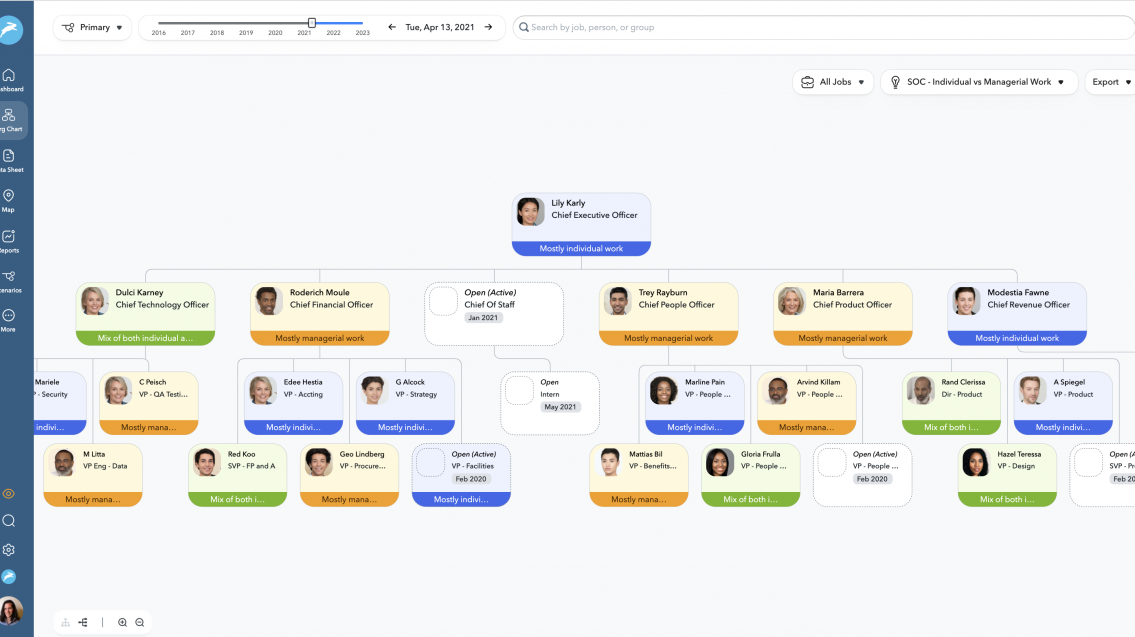 Primary
2016 2017 2018 2019 2020 2021 2022 2023
Tue, Apr 13, 2021
Search by job, person, or group
All Jobs
SOC - Individual vs Managerial Work
Export
shboard
rg Chart
ta Sheet
Map
Reports
cenarios
More
Lily Karly
Chief Executive Officer
Mostly individual work
Dulci Karney
Chief Technology Officer
Mix of both individual a...
Roderich Moule
Chief Financial Officer
Mostly managerial work
Open (Active)
Chief Of Staff
Jan 2021
Trey Rayburn
Chief People Officer
Mostly managerial work
Maria Barrera
Chief Product Officer
Mostly managerial work
Modestia Fawne
Chief Revenue Officer
Mostly individual work
Mariele
P - Security
indivi...
C Peisch
VP - QA Testi...
Mostly mana...
Edee Hestia
VP - Accting
Mostly indivi...
G Alcock
VP - Strategy
Mostly indivi...
Open
Intern
May 2021
Marline Pain
VP - People ...
Mostly indivi...
Arvind Killam
VP - People ...
Mostly mana...
Rand Clerissa
Dir - Product
Mix of both i...
A Spiegel
VP - Product
Mostly indivi...
M Litta
VP Eng - Data
Mostly mana...
Red Koo
SVP - FP and A
Mix of both i...
Geo Lindberg
VP - Procure...
Mostly mana...
Open (Active)
VP - Facilities
Feb 2020
Mostly indivi...
Mattias Bil
VP - Benefits...
Mostly mana...
Gloria Frulla
VP - People ...
Mix of both i...
Open (Active)
VP - People ...
Feb 2020
Hazel Teressa
VP - Design
Mix of both i...
Open (A
SVP - Pr
Feb 20